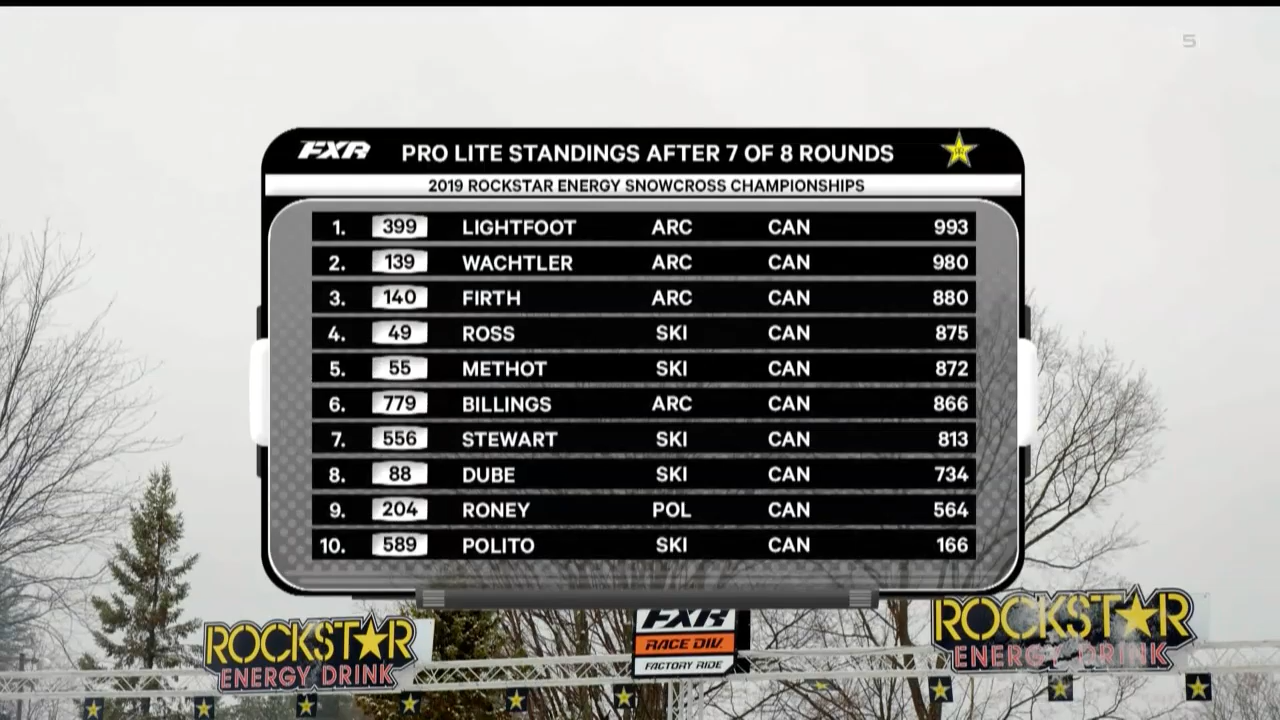 5
FXR PRO LITE STANDINGS AFTER 7 OF 8 ROUNDS
2019 ROCKSTAR ENERGY SNOWCROSS CHAMPIONSHIPS
1. 399 LIGHTFOOT ARC CAN 993
2. 139 WACHTLER ARC CAN 980
3. 140 FIRTH ARC CAN 880
4. 49 ROSS SKI CAN 875
5. 55 METHOT SKI CAN 872
6. 779 BILLINGS ARC CAN 866
7. 556 STEWART SKI CAN 813
8. 88 DUBE SKI CAN 734
9. 204 RONEY POL CAN 564
10. 589 POLITO SKI CAN 166
ROCKSTAR
ENERGY DRINK
FXR
RACE DIV.
FACTORY RIDE
ROCKSTAR
ENERGY DRINK